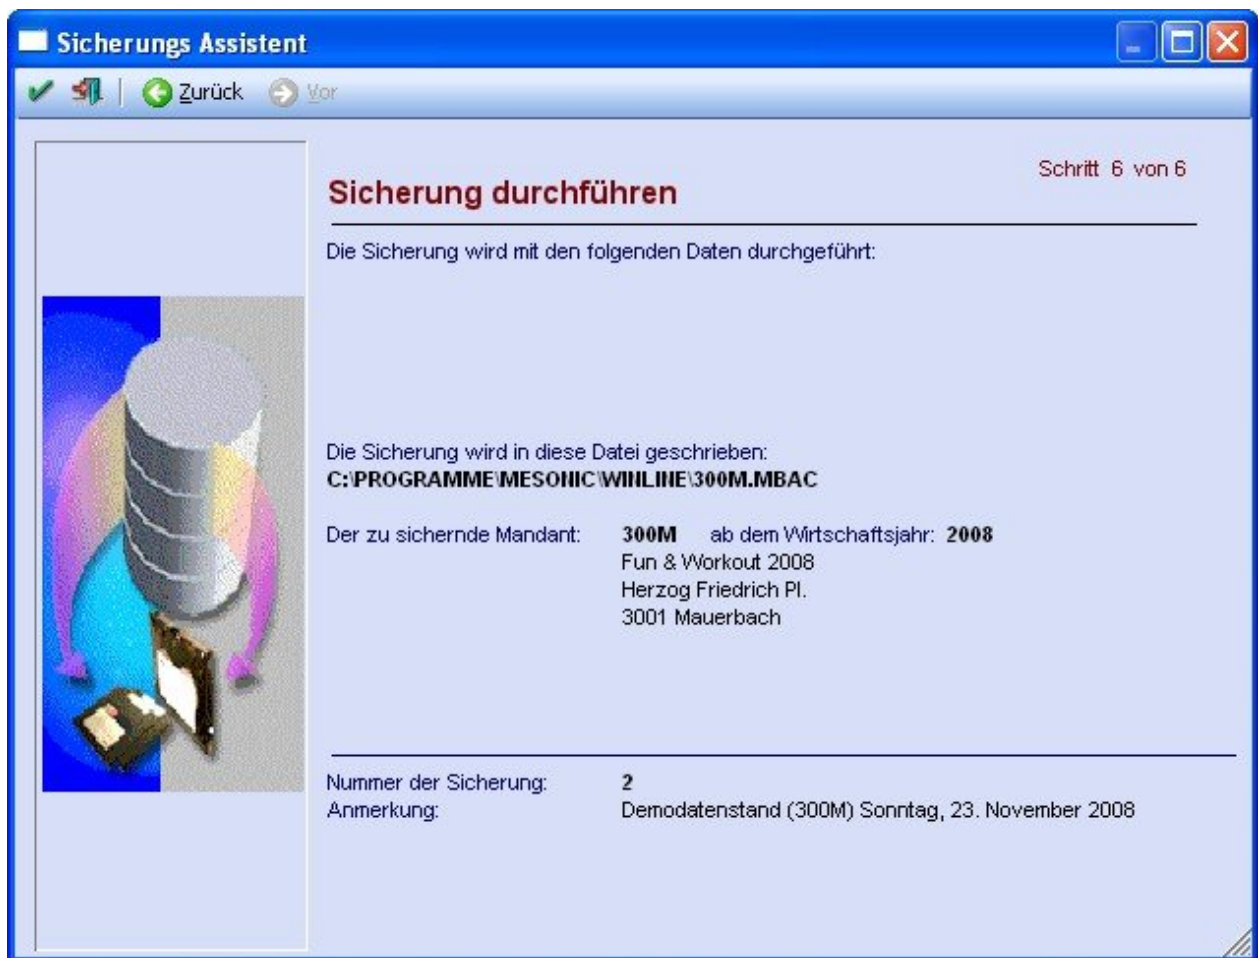 Sicherungs Assistent
Zurück Vor
Schritt 6 von 6
Sicherung durchführen
Die Sicherung wird mit den folgenden Daten durchgeführt:
Die Sicherung wird in diese Datei geschrieben:
C:\PROGRAMME\MESONIC\WINLINE\300M.MBAC
Der zu sichernde Mandant: 300M ab dem Wirtschaftsjahr: 2008
Fun & Workout 2008
Herzog Friedrich Pl.
3001 Mauerbach
Nummer der Sicherung: 2
Anmerkung: Demodatenstand (300M) Sonntag, 23. November 2008